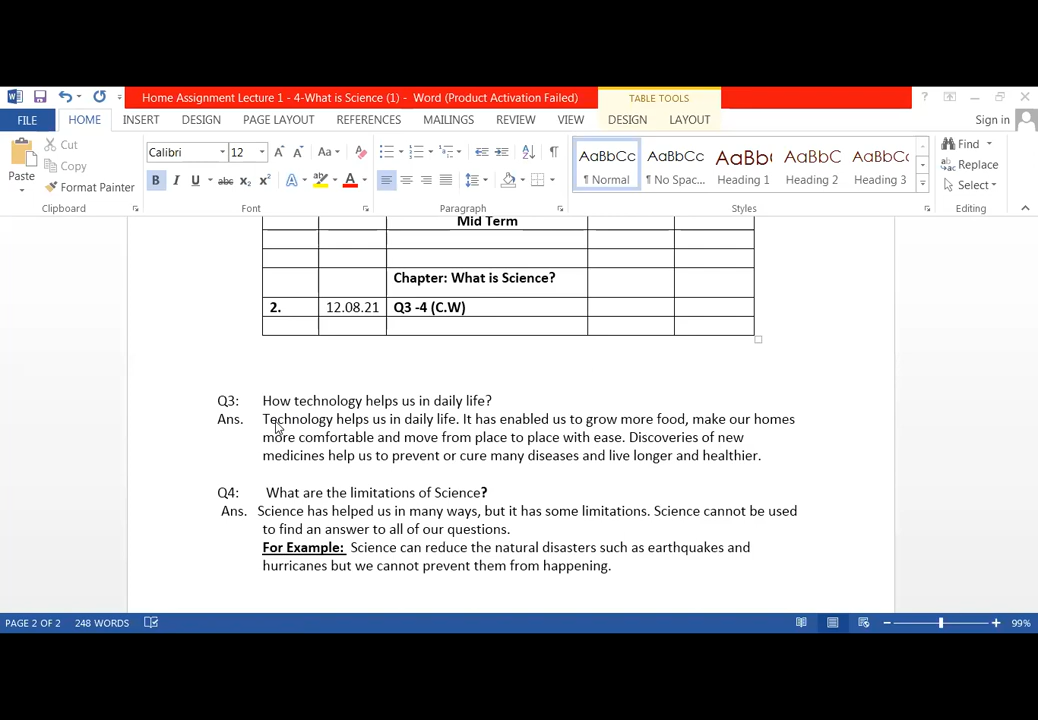 Home Assignment Lecture 1 - 4-What is Science (1) - Word (Product Activation Failed)
TABLE TOOLS
FILE HOME INSERT DESIGN PAGE LAYOUT REFERENCES MAILINGS REVIEW VIEW DESIGN LAYOUT Sign in
Paste
Cut
Copy
Format Painter
Clipboard
Calibri 12
Font
Paragraph
AaBbCc AaBbCc AaBb( AaBbC AaBbCc
¶ Normal ¶ No Spac... Heading 1 Heading 2 Heading 3
Styles
Find
Replace
Select
Editing
Mid Term
Chapter: What is Science?
2. 12.08.21 Q3 -4 (C.W)
Q3: How technology helps us in daily life?
Ans. Technology helps us in daily life. It has enabled us to grow more food, make our homes
more comfortable and move from place to place with ease. Discoveries of new
medicines help us to prevent or cure many diseases and live longer and healthier.
Q4: What are the limitations of Science?
Ans. Science has helped us in many ways, but it has some limitations. Science cannot be used
to find an answer to all of our questions.
For Example: Science can reduce the natural disasters such as earthquakes and
hurricanes but we cannot prevent them from happening.
PAGE 2 OF 2 248 WORDS 99%